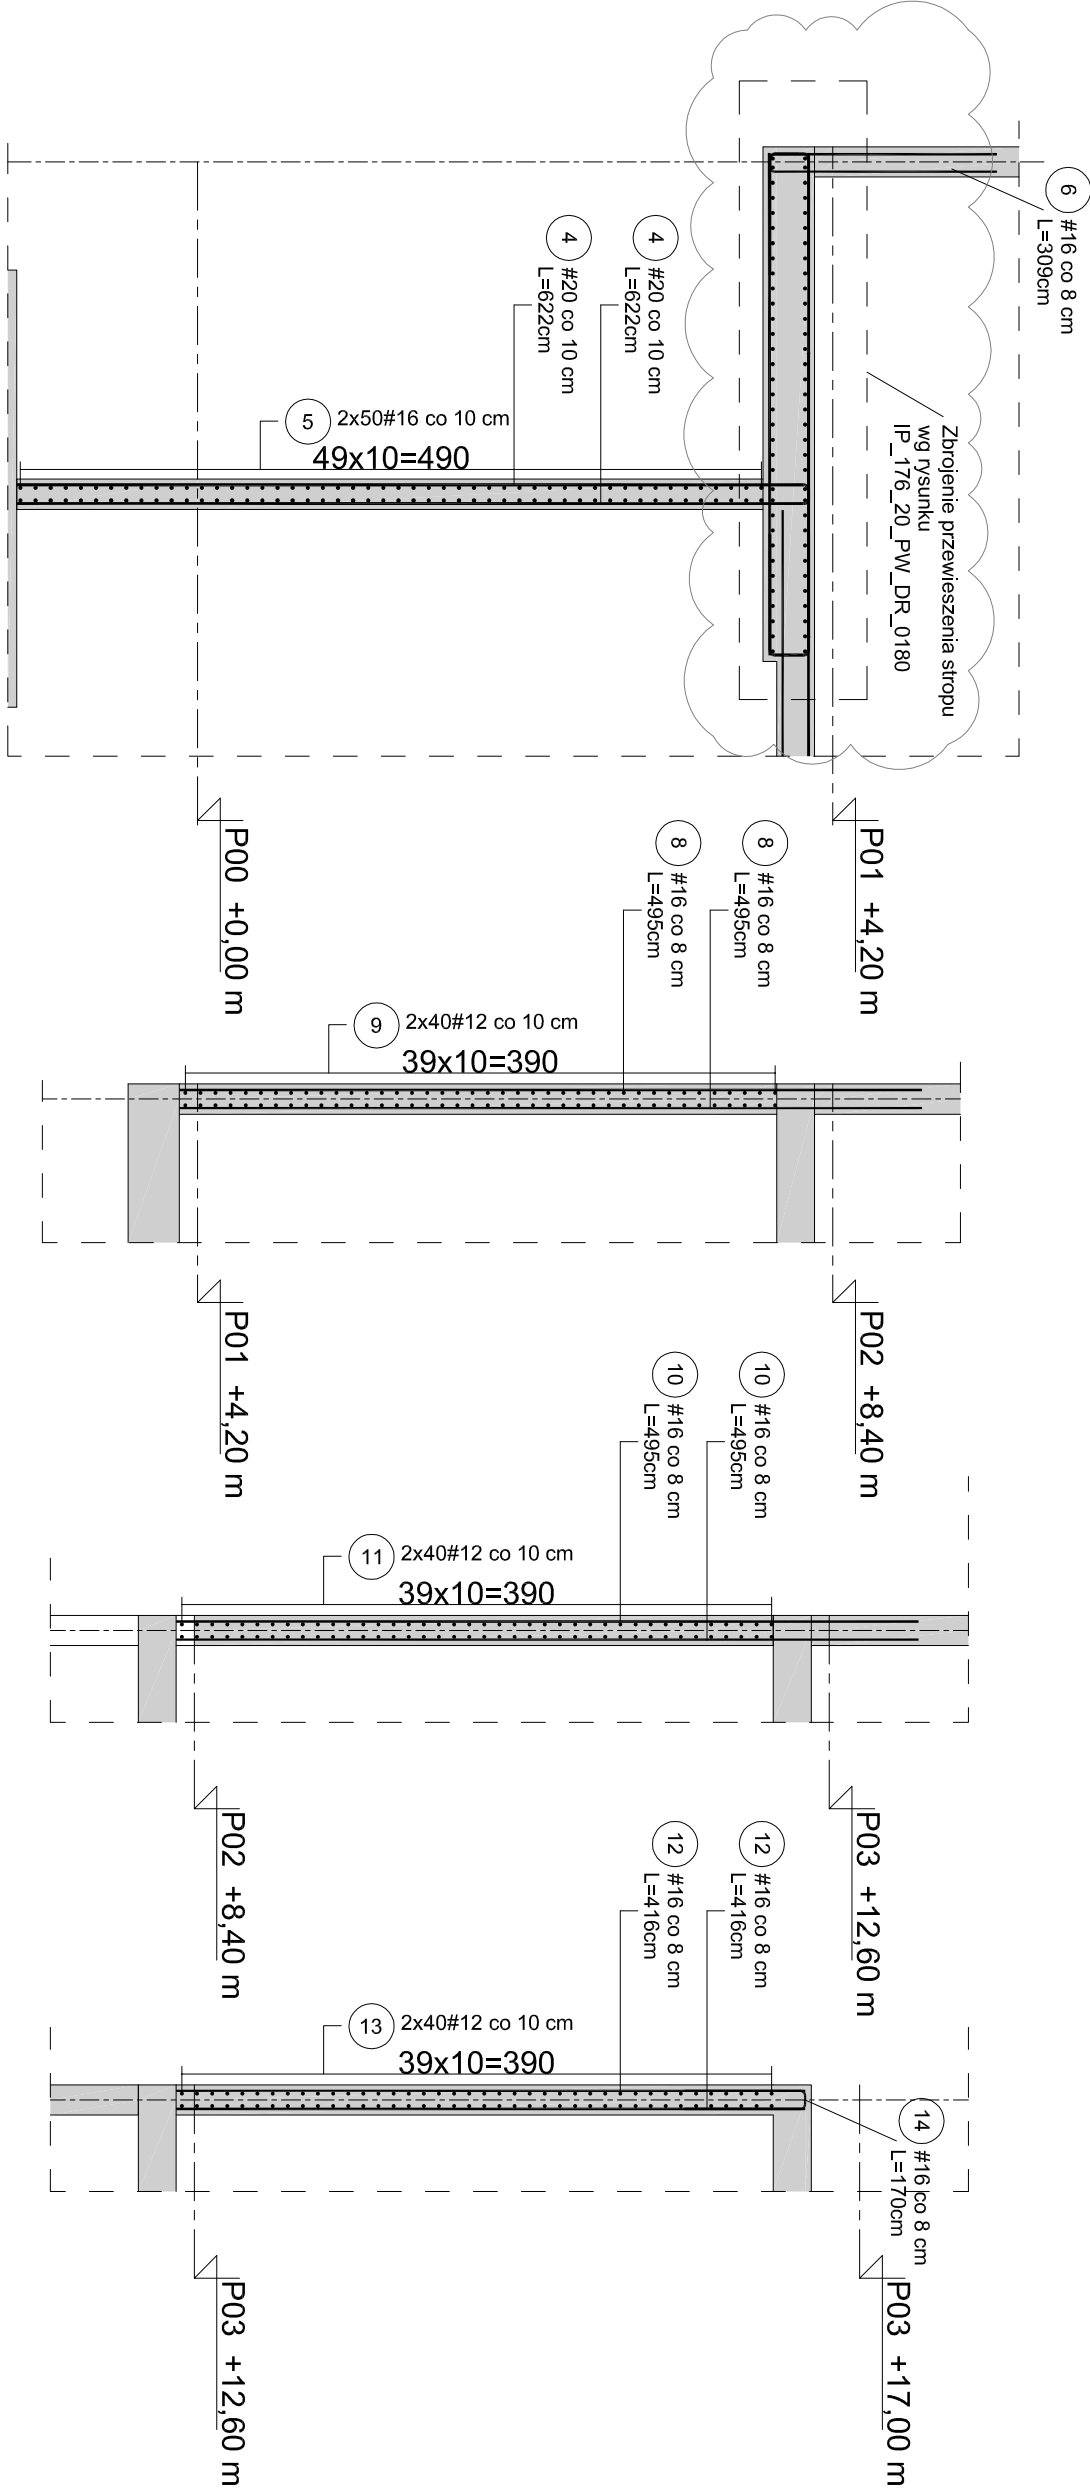 6
#16 co 8 cm
L=309cm
Zbrojenie przewieszenia stropu
wg rysunku
IP_176_20_PW_DR_0180
4
#20 co 10 cm
L=622cm
4
#20 co 10 cm
L=622cm
5
2x50#16 co 10 cm
49x10=490
P01 +4,20 m
P00 +0,00 m
8
#16 co 8 cm
L=495cm
8
#16 co 8 cm
L=495cm
9
2x40#12 co 10 cm
39x10=390
P02 +8,40 m
P01 +4,20 m
10
#16 co 8 cm
L=495cm
10
#16 co 8 cm
L=495cm
11
2x40#12 co 10 cm
39x10=390
P03 +12,60 m
P02 +8,40 m
12
#16 co 8 cm
L=416cm
12
#16 co 8 cm
L=416cm
13
2x40#12 co 10 cm
39x10=390
14
#16 co 8 cm
L=170cm
P03 +17,00 m
P03 +12,60 m